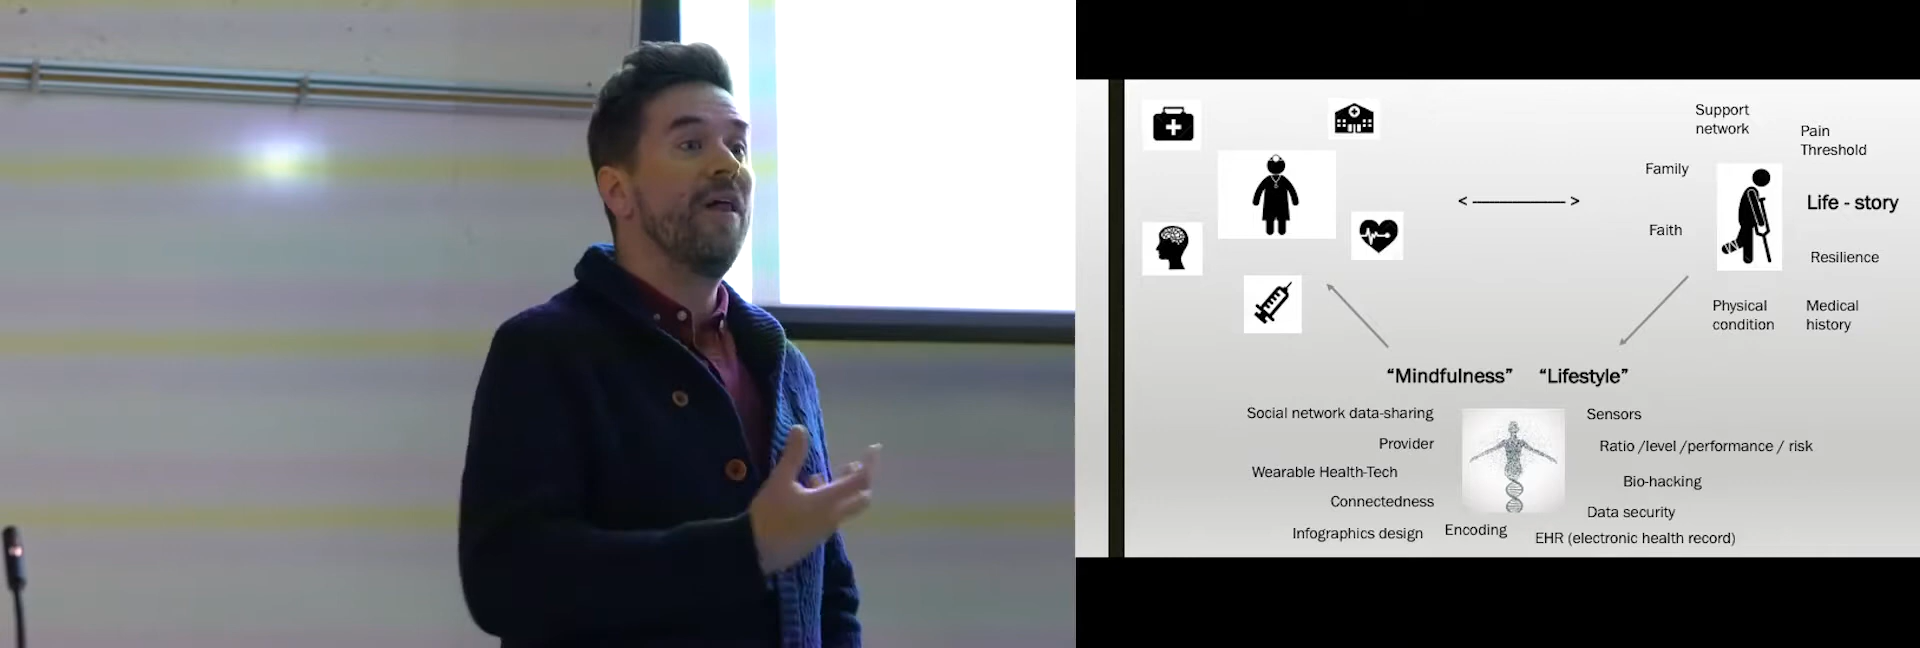 Support
network
Pain
Threshold
Family
< ———— >
Life - story
Faith
Resilience
Physical
condition
Medical
history
“Mindfulness”
“Lifestyle”
Social network data-sharing
Sensors
Provider
Ratio /level /performance / risk
Wearable Health-Tech
Bio-hacking
Connectedness
Data security
Infographics design
Encoding
EHR (electronic health record)